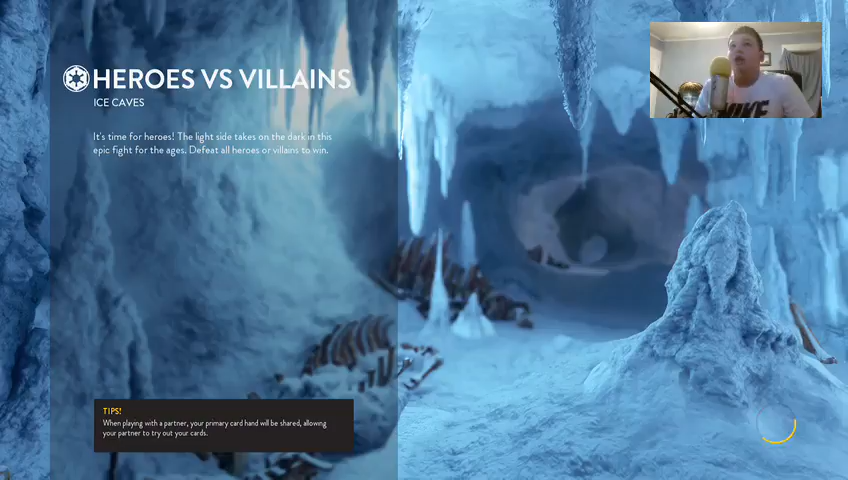 HEROES VS VILLAINS
ICE CAVES
It's time for heroes! The light side takes on the dark in this
epic fight for the ages. Defeat all heroes or villains to win.
NIKE
TIPS!
When playing with a partner, your primary card hand will be shared, allowing
your partner to try out your cards.